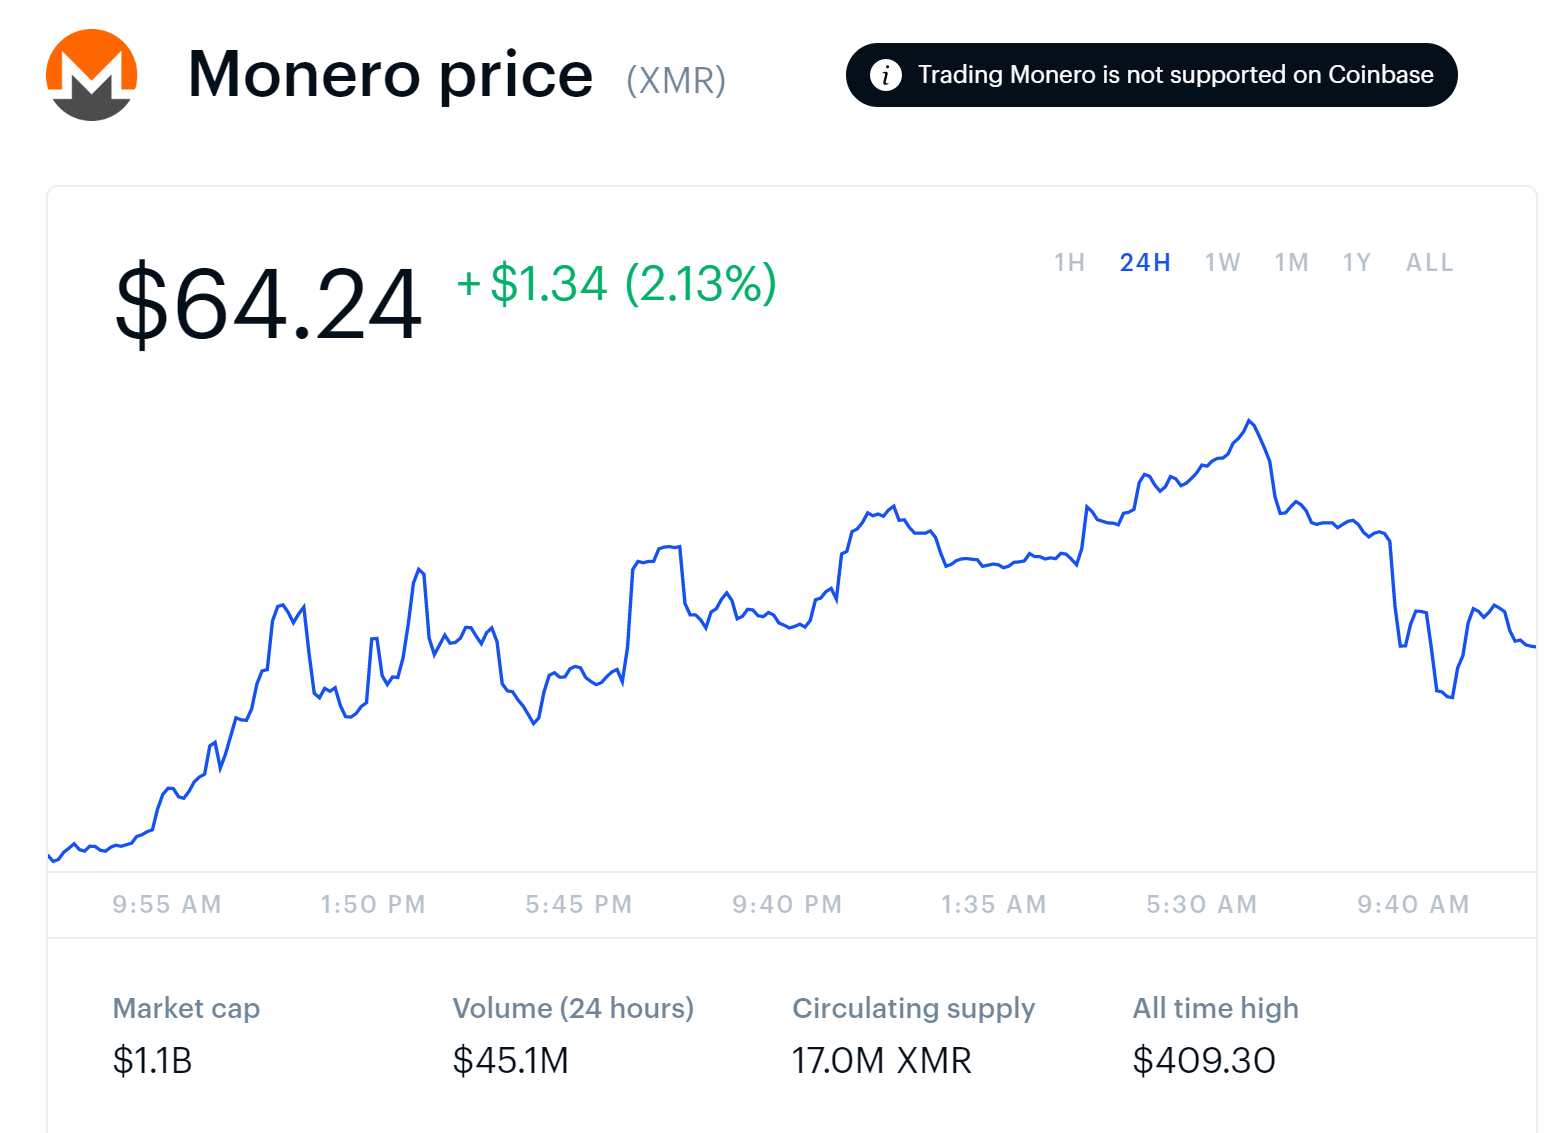 Monero price (XMR)
Trading Monero is not supported on Coinbase
$64.24 +$1.34 (2.13%)
1H 24H 1W 1M 1Y ALL
9:55 AM 1:50 PM 5:45 PM 9:40 PM 1:35 AM 5:30 AM 9:40 AM
Market cap Volume (24 hours) Circulating supply All time high
$1.1B $45.1M 17.0M XMR $409.30